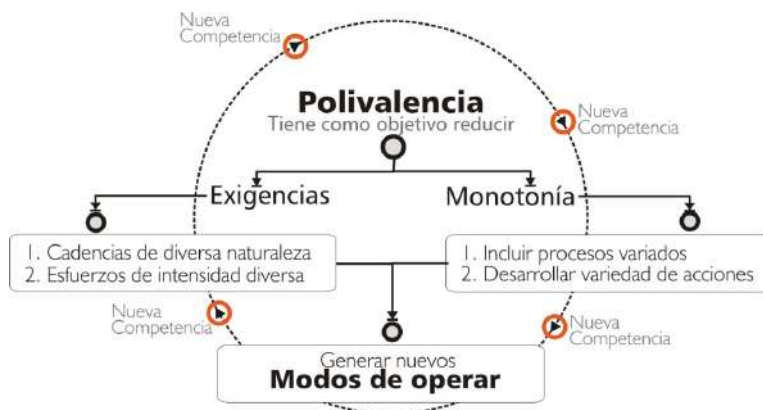 Nueva
Competencia
Polivalencia
Tiene como objetivo reducir
Nueva
Competencia
Exigencias
Monotonía
1. Cadencias de diversa naturaleza
2. Esfuerzos de intensidad diversa
1. Incluir procesos variados
2. Desarrollar variedad de acciones
Nueva
Competencia
Nueva
Competencia
Generar nuevos
Modos de operar